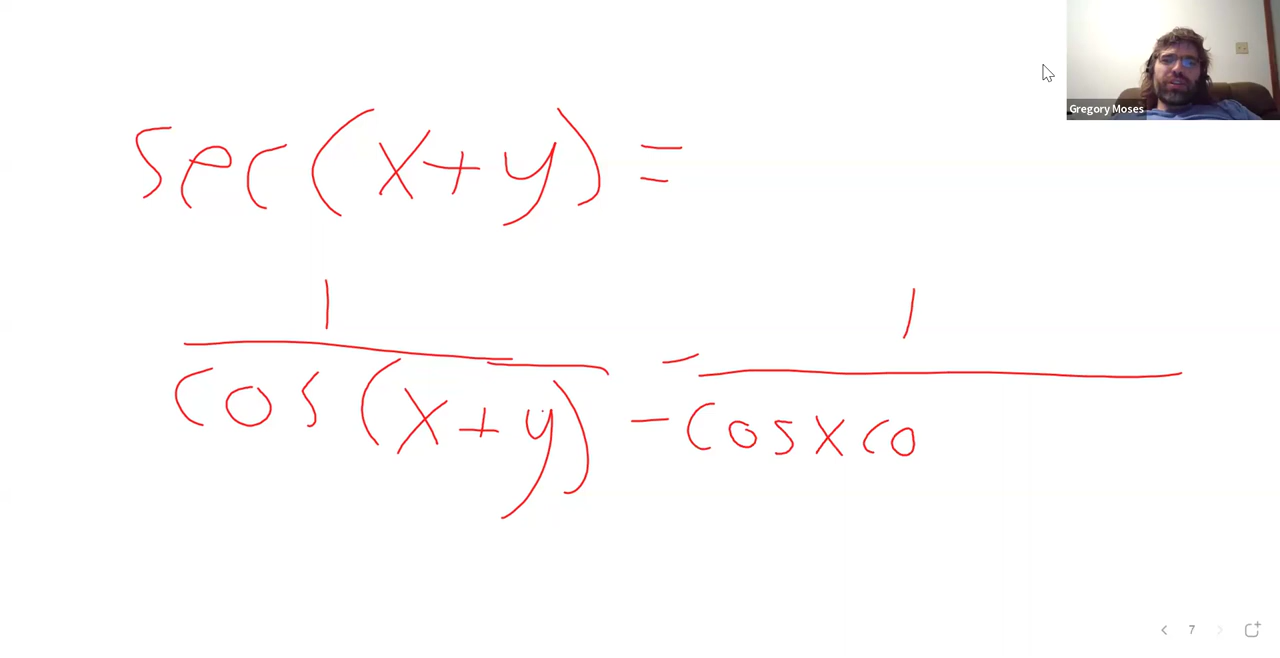 sec(x+y)=
Gregory Moses
1 1
cos(x+y) = cosxco
7